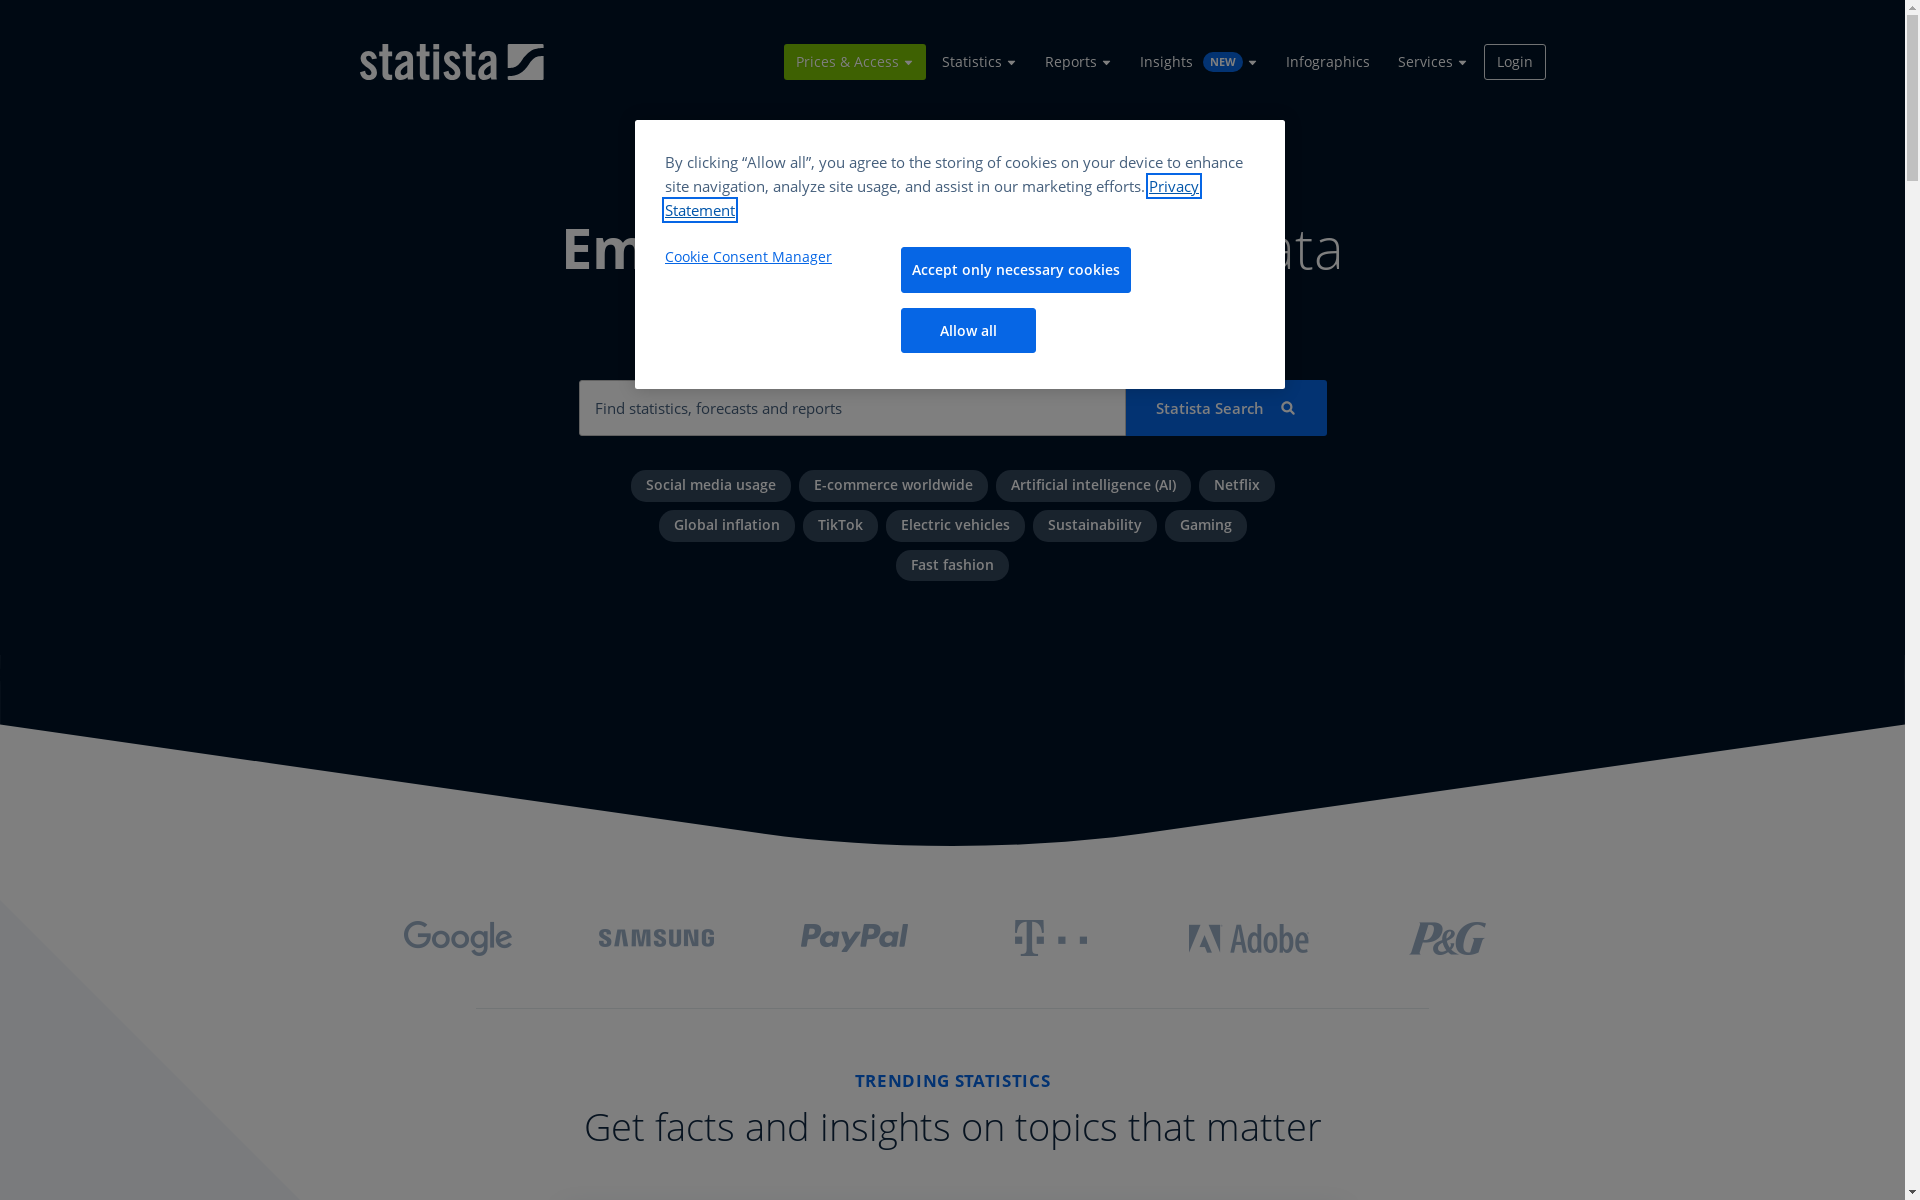 statista
Prices & Access
Statistics
Reports
Insights NEW
Infographics
Services
Login
By clicking “Allow all”, you agree to the storing of cookies on your device to enhance
site navigation, analyze site usage, and assist in our marketing efforts. Privacy
Statement
Cookie Consent Manager
Accept only necessary cookies
Allow all
Find statistics, forecasts and reports
Statista Search
Social media usage
E-commerce worldwide
Artificial intelligence (AI)
Netflix
Global inflation
TikTok
Electric vehicles
Sustainability
Gaming
Fast fashion
Google
SAMSUNG
PayPal
T
Adobe
P&G
TRENDING STATISTICS
Get facts and insights on topics that matter